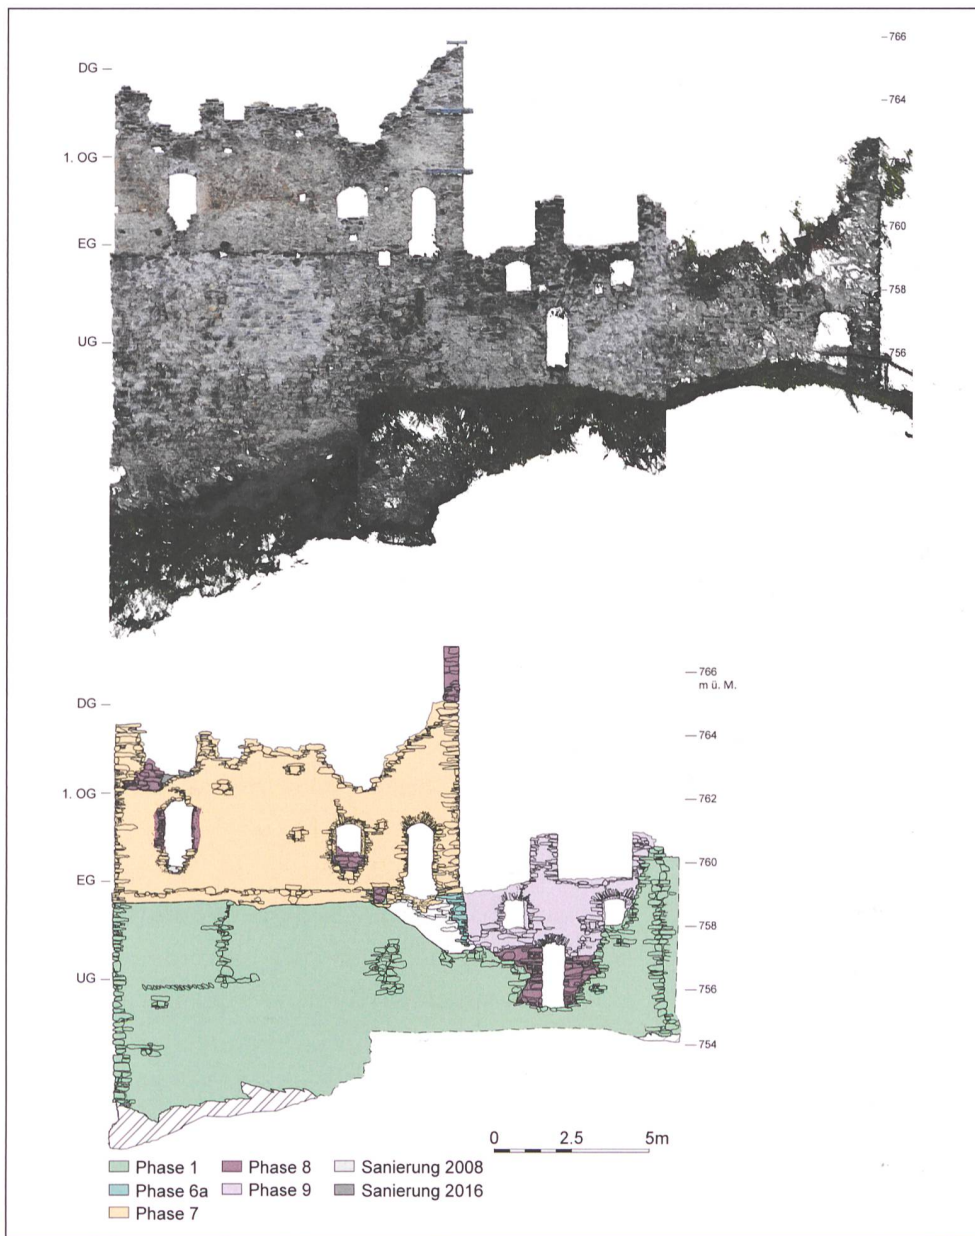 766
DG
764
1. OG
762
760
EG
758
UG
756
766
m ü. M.
DG
764
1. OG
762
760
EG
758
UG
756
754
0 2.5 5m
Phase 1 Phase 8 Sanierung 2008
Phase 6a Phase 9 Sanierung 2016
Phase 7